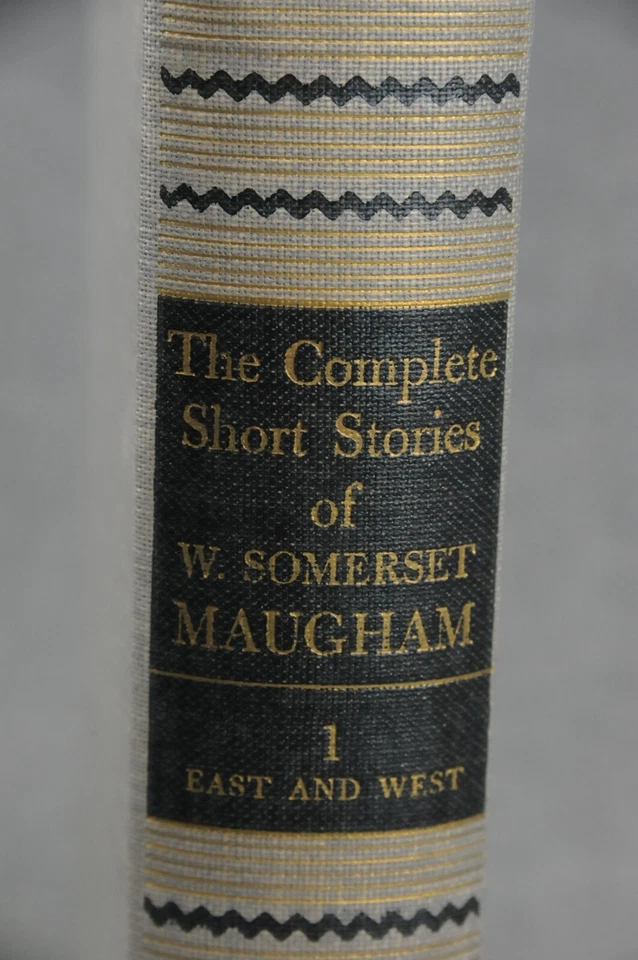 The Complete
Short Stories
of
W. SOMERSET
MAUGHAM
1
EAST AND WEST